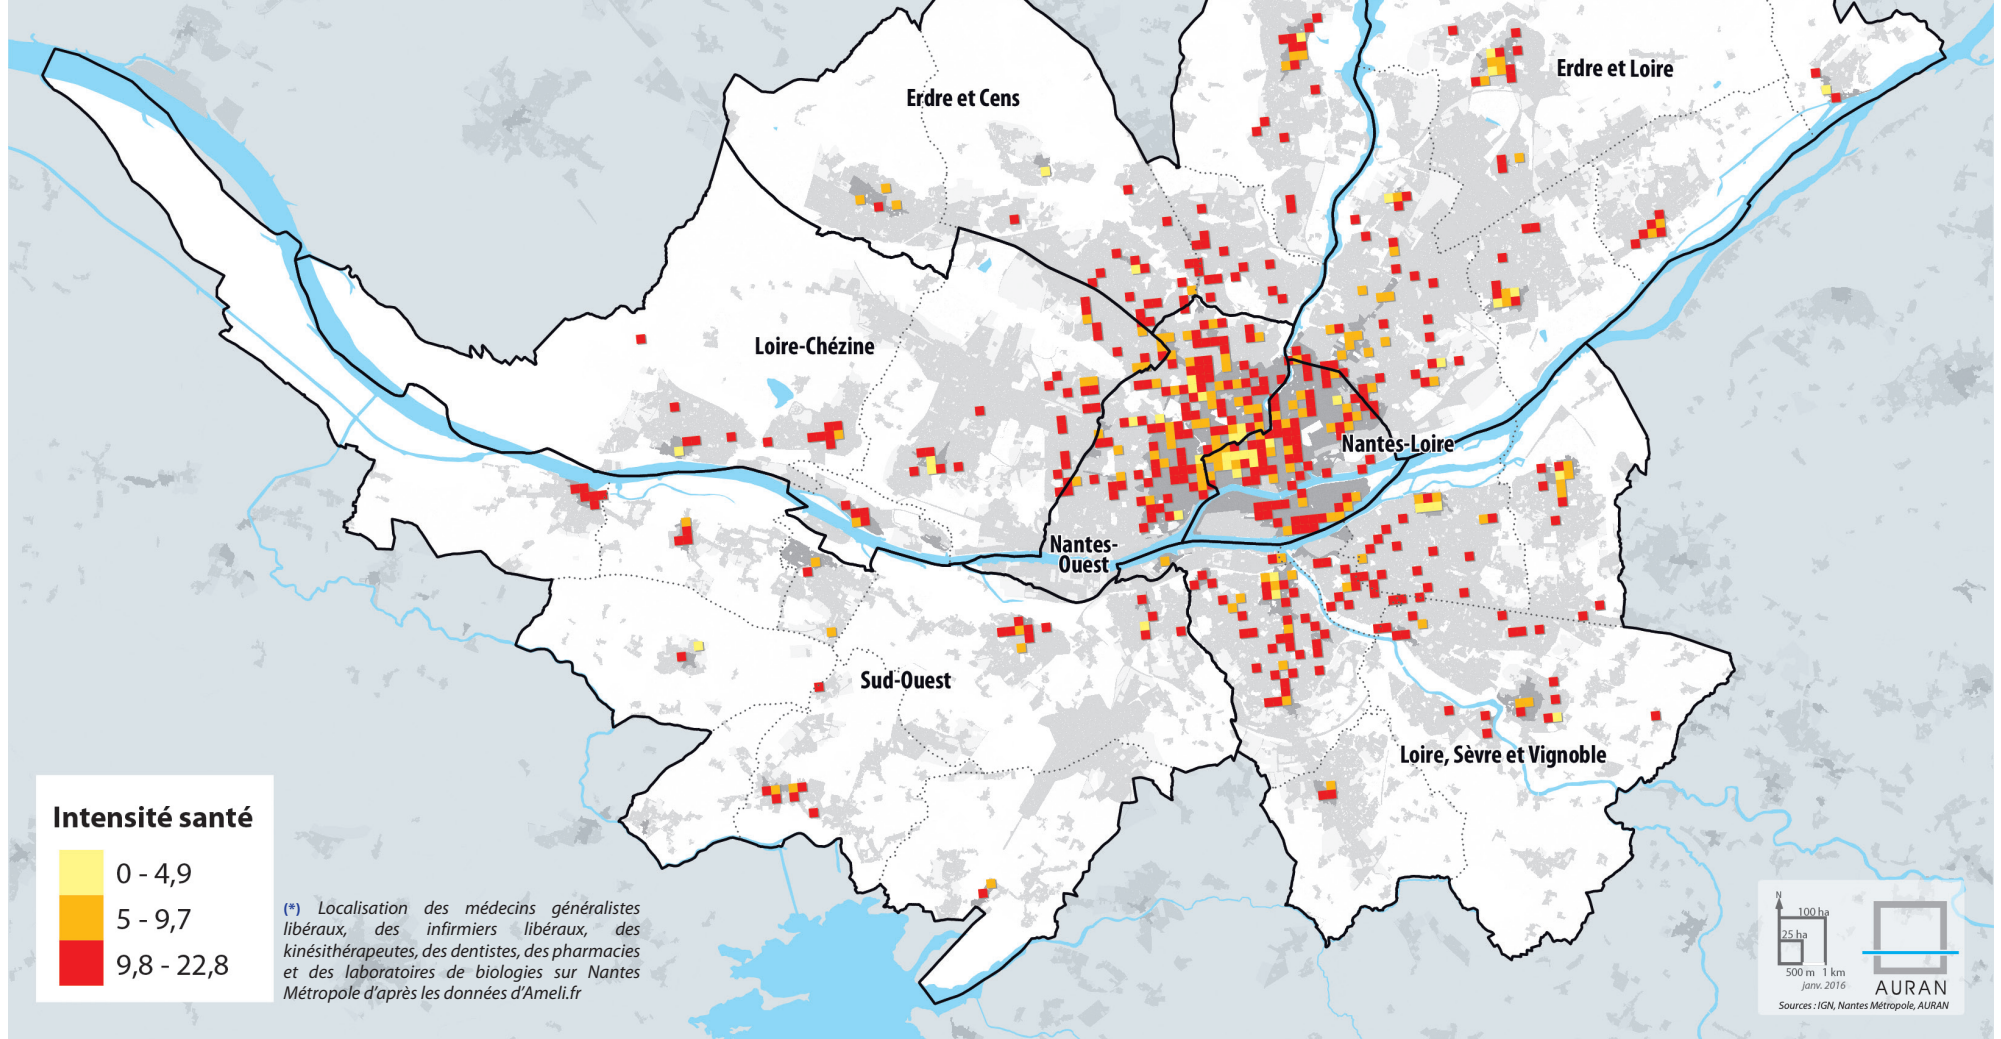 Erdre et Loire
Erdre et Cens
Loire-Chézine
Nantes-Loire
Nantes-
Ouest
Sud-Ouest
Loire, Sèvre et Vignoble
Intensité santé
0 - 4,9
5 - 9,7
9,8 - 22,8
(*) Localisation des médecins généralistes
libéraux, des infirmiers libéraux, des
kinésithérapeutes, des dentistes, des pharmacies
et des laboratoires de biologies sur Nantes
Métropole d'après les données d'Ameli.fr
N
100 ha
25 ha
500 m 1 km
janv. 2016
AURAN
Sources : IGN, Nantes Métropole, AURAN